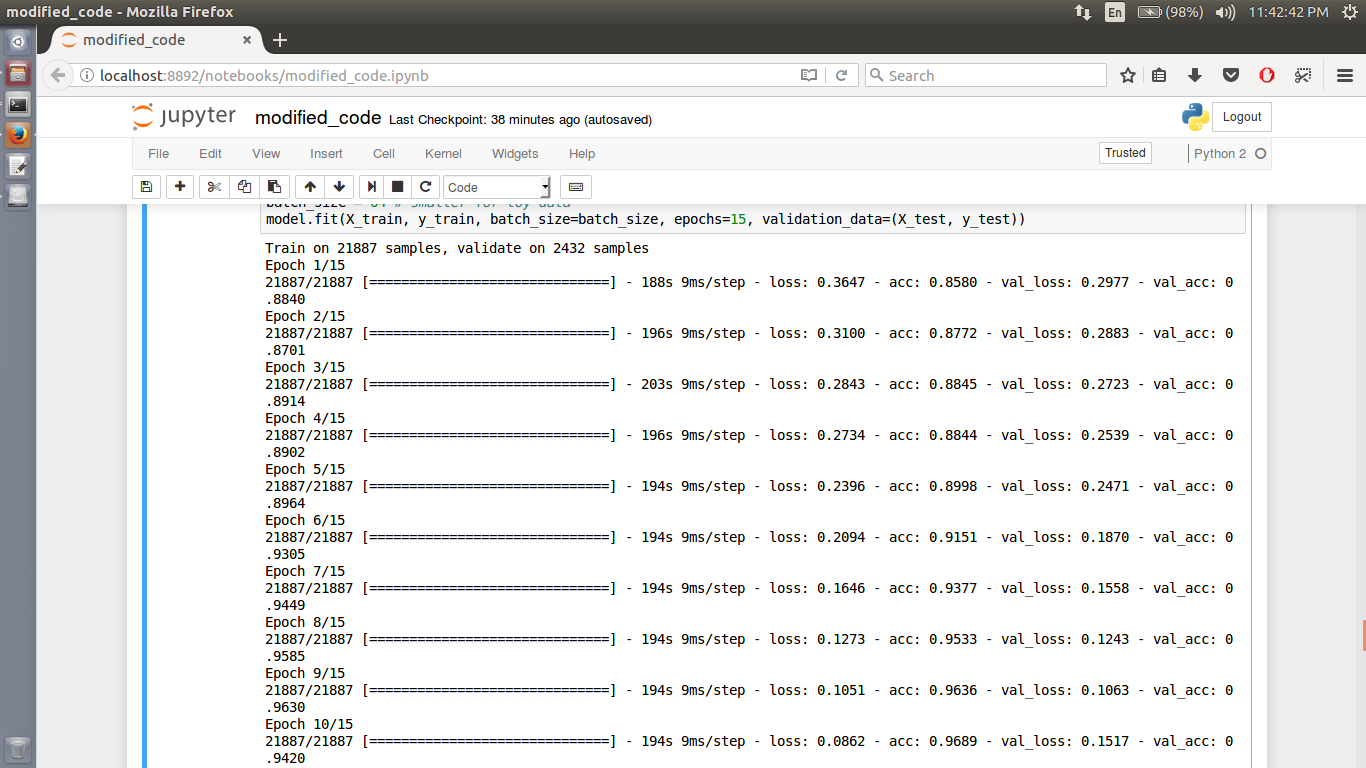 modified_code - Mozilla Firefox
En
(98%)
11:42:42 PM
modified_code
localhost:8892/notebooks/modified_code.ipynb
Search
jupyter
modified_code Last Checkpoint: 38 minutes ago (autosaved)
Logout
File Edit View Insert Cell Kernel Widgets Help
Trusted
Python 2
Code
batch_size = 64 # smaller for toy data
model.fit(X_train, y_train, batch_size=batch_size, epochs=15, validation_data=(X_test, y_test))
Train on 21887 samples, validate on 2432 samples
Epoch 1/15
21887/21887 [==============================] - 188s 9ms/step - loss: 0.3647 - acc: 0.8580 - val_loss: 0.2977 - val_acc: 0
.8840
Epoch 2/15
21887/21887 [==============================] - 196s 9ms/step - loss: 0.3100 - acc: 0.8772 - val_loss: 0.2883 - val_acc: 0
.8701
Epoch 3/15
21887/21887 [==============================] - 203s 9ms/step - loss: 0.2843 - acc: 0.8845 - val_loss: 0.2723 - val_acc: 0
.8914
Epoch 4/15
21887/21887 [==============================] - 196s 9ms/step - loss: 0.2734 - acc: 0.8844 - val_loss: 0.2539 - val_acc: 0
.8902
Epoch 5/15
21887/21887 [==============================] - 194s 9ms/step - loss: 0.2396 - acc: 0.8998 - val_loss: 0.2471 - val_acc: 0
.8964
Epoch 6/15
21887/21887 [==============================] - 194s 9ms/step - loss: 0.2094 - acc: 0.9151 - val_loss: 0.1870 - val_acc: 0
.9305
Epoch 7/15
21887/21887 [==============================] - 194s 9ms/step - loss: 0.1646 - acc: 0.9377 - val_loss: 0.1558 - val_acc: 0
.9449
Epoch 8/15
21887/21887 [==============================] - 194s 9ms/step - loss: 0.1273 - acc: 0.9533 - val_loss: 0.1243 - val_acc: 0
.9585
Epoch 9/15
21887/21887 [==============================] - 194s 9ms/step - loss: 0.1051 - acc: 0.9636 - val_loss: 0.1063 - val_acc: 0
.9630
Epoch 10/15
21887/21887 [==============================] - 194s 9ms/step - loss: 0.0862 - acc: 0.9689 - val_loss: 0.1517 - val_acc: 0
.9420